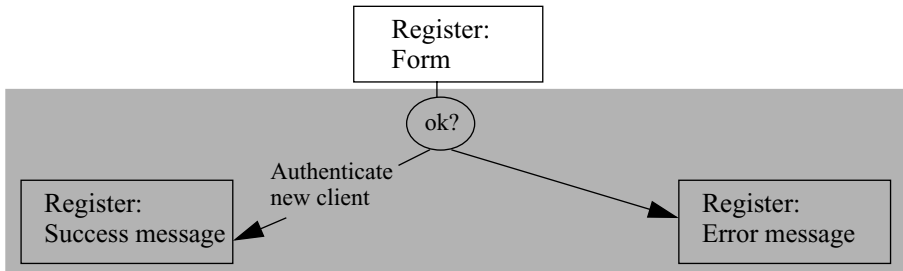 Register:
Form
ok?
Authenticate
new client
Register:
Success message
Register:
Error message